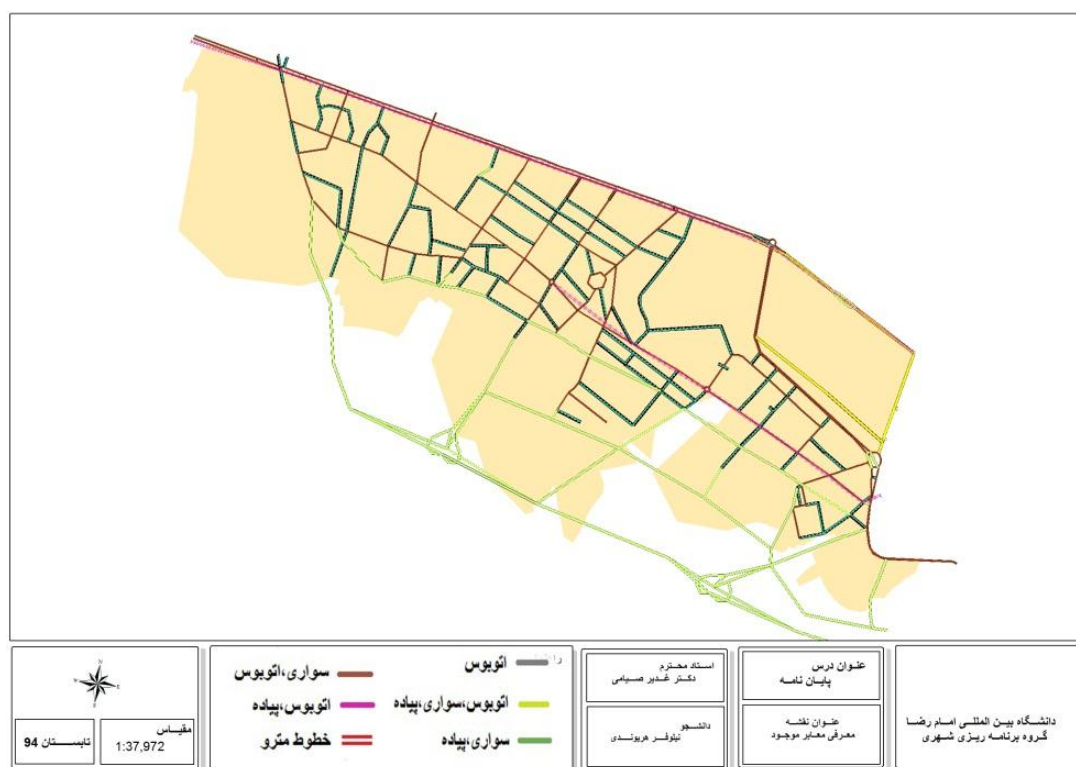 مقیاس
1:37,972
تابستان 94
سواری،اتوبوس
اتوبوس،پیاده
خطوط مترو
اتوبوس
اتوبوس،سواری،پیاده
سواری،پیاده
استاد محترم
دکتر غدیر صیامی
دانشجو
نیلوفر هریوندی
عنوان درس
پایان نامه
عنوان نقشه
معرفی معابر موجود
دانشگاه بین المللی امام رضا
گروه برنامه ریزی شهری